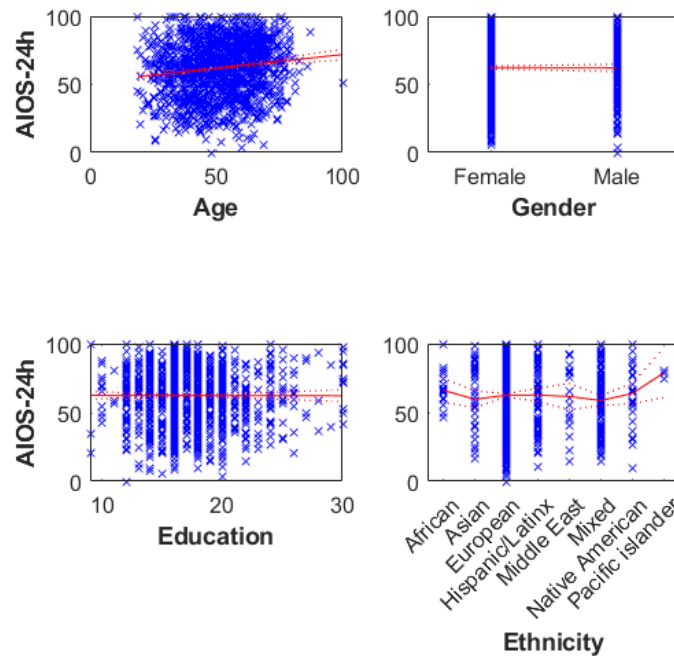 100
50
0
AIOS-24h
0
50
100
Age
100
50
0
Female
Male
Gender
100
50
0
AIOS-24h
10
20
30
Education
100
50
0
African
Asian
European
Hispanic/Latinx
Middle East
Mixed
Native American
Pacific islander
Ethnicity